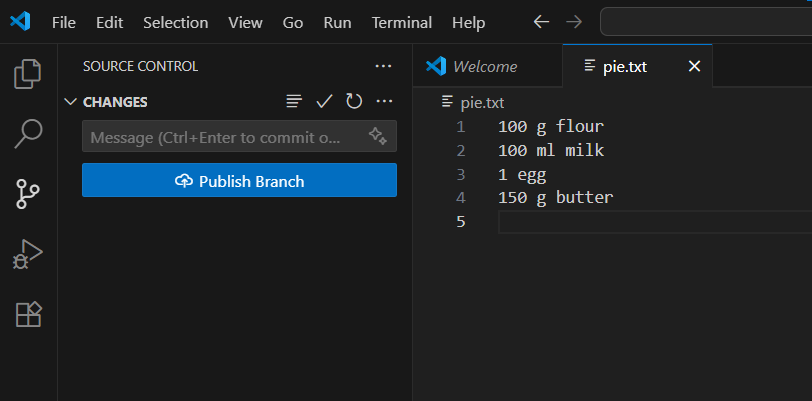 File Edit Selection View Go Run Terminal Help
SOURCE CONTROL
CHANGES
Message (Ctrl+Enter to commit o...
Publish Branch
Welcome
pie.txt
pie.txt
1 100 g flour
2 100 ml milk
3 1 egg
4 150 g butter
5